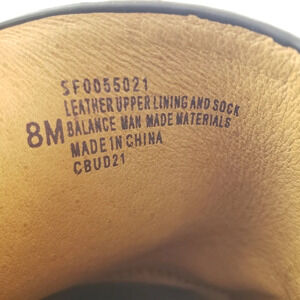 SF0055021
LEATHER UPPER LINING AND SOCK
8M BALANCE MAN MADE MATERIALS
MADE IN CHINA
CBUD21